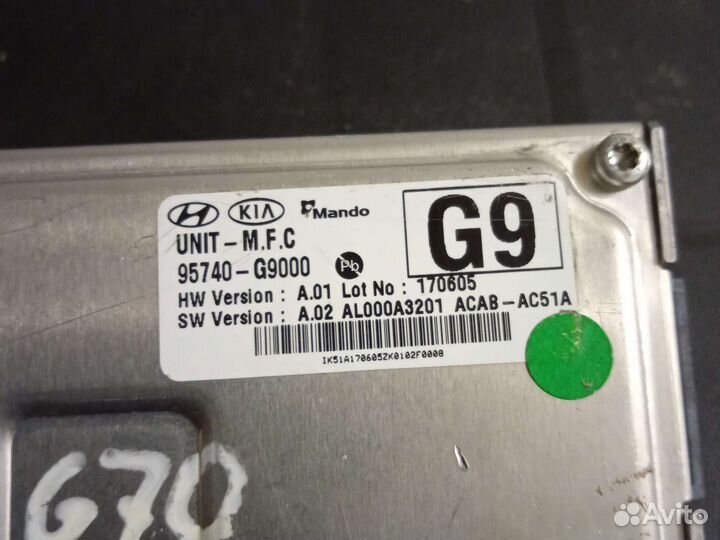 HYUNDAI KIA Mando
G9
UNIT - M.F.C
95740 - G9000 Pb
HW Version : A.01 Lot No : 170605
SW Version : A.02 AL000A3201 ACAB - AC51A
IK51A170605ZK0102F0008
G70
Avito